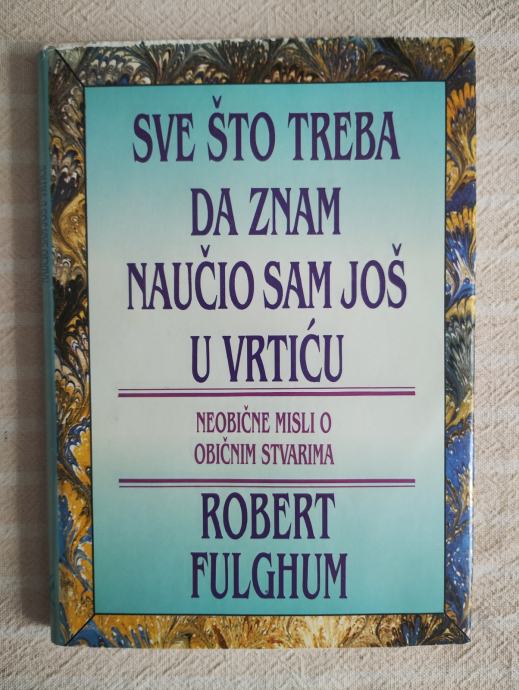 SVE ŠTO TREBA
DA ZNAM
NAUČIO SAM JOŠ
U VRTIĆU
NEOBIČNE MISLI O
OBIČNIM STVARIMA
ROBERT
FULGHUM